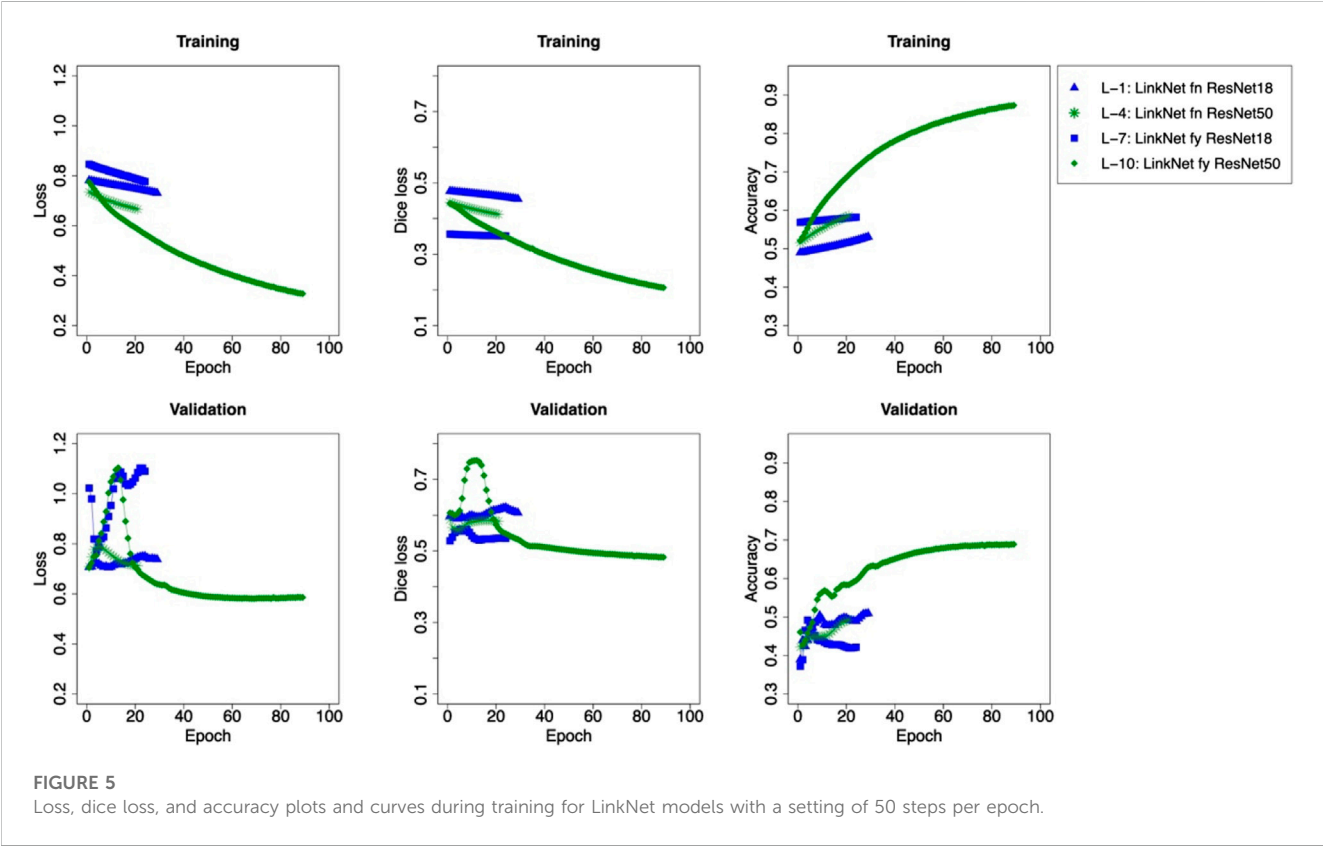 Training
Training
Training
Loss
1.2
1.0
0.8
0.6
0.4
0.2
0 20 40 60 80 100
Epoch
Dice loss
0.7
0.5
0.3
0.1
0 20 40 60 80 100
Epoch
Accuracy
0.9
0.8
0.7
0.6
0.5
0.4
0.3
0 20 40 60 80 100
Epoch
L-1: LinkNet fn ResNet18
L-4: LinkNet fn ResNet50
L-7: LinkNet fy ResNet18
L-10: LinkNet fy ResNet50
Validation
Validation
Validation
Loss
1.2
1.0
0.8
0.6
0.4
0.2
0 20 40 60 80 100
Epoch
Dice loss
0.7
0.5
0.3
0.1
0 20 40 60 80 100
Epoch
Accuracy
0.9
0.8
0.7
0.6
0.5
0.4
0.3
0 20 40 60 80 100
Epoch
FIGURE 5
Loss, dice loss, and accuracy plots and curves during training for LinkNet models with a setting of 50 steps per epoch.